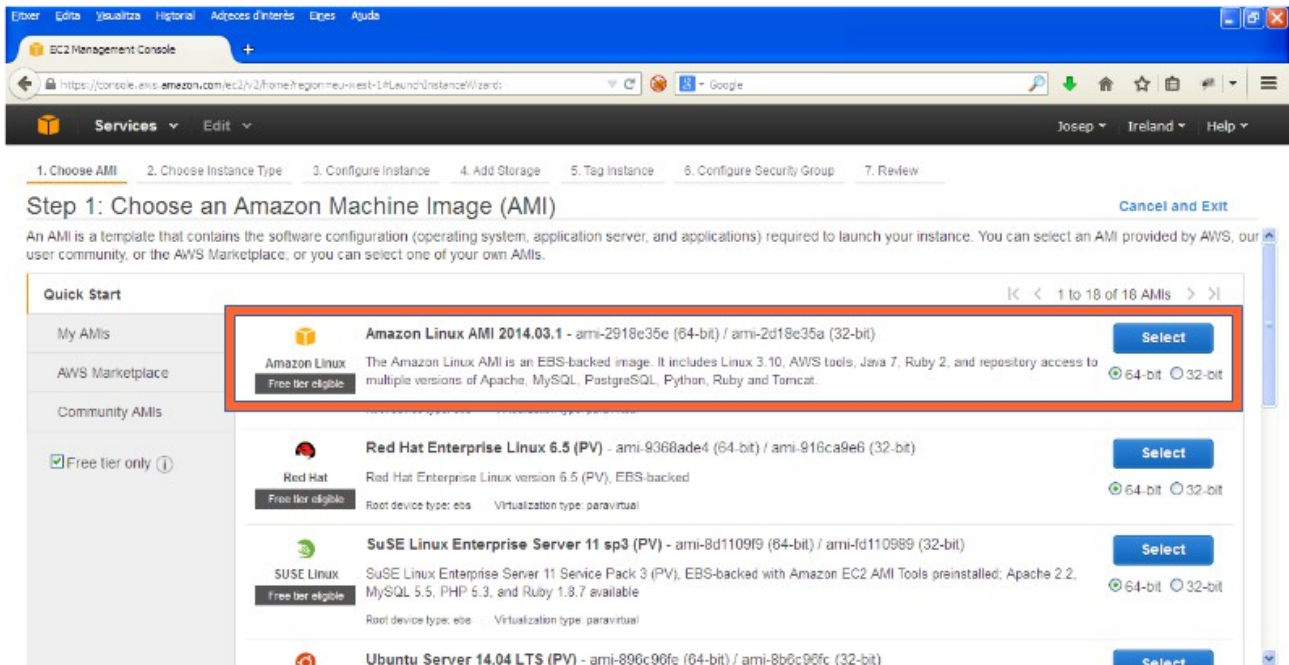 Fitxer Edita Visualitza Historial Adreces d'interès Eines Ajuda
EC2 Management Console
https://console.aws.amazon.com/ec2/v2/home?region=eu-west-1#LaunchInstanceWizard:
Google
Services Edit Josep Ireland Help
1. Choose AMI 2. Choose Instance Type 3. Configure Instance 4. Add Storage 5. Tag Instance 6. Configure Security Group 7. Review
Step 1: Choose an Amazon Machine Image (AMI)
Cancel and Exit
An AMI is a template that contains the software configuration (operating system, application server, and applications) required to launch your instance. You can select an AMI provided by AWS, our
user community, or the AWS Marketplace; or you can select one of your own AMIs.
Quick Start
My AMIs
AWS Marketplace
Community AMIs
Free tier only
1 to 18 of 18 AMIs
Amazon Linux
Free tier eligible
Amazon Linux AMI 2014.03.1 - ami-2918e35e (64-bit) / ami-2d18e35a (32-bit)
The Amazon Linux AMI is an EBS-backed image. It includes Linux 3.10, AWS tools, Java 7, Ruby 2, and repository access to
multiple versions of Apache, MySQL, PostgreSQL, Python, Ruby and Tomcat.
Select
64-bit 32-bit
Red Hat
Free tier eligible
Red Hat Enterprise Linux 6.5 (PV) - ami-9368ade4 (64-bit) / ami-916ca9e6 (32-bit)
Red Hat Enterprise Linux version 6.5 (PV), EBS-backed
Root device type: ebs Virtualization type: paravirtual
Select
64-bit 32-bit
SUSE Linux
Free tier eligible
SuSE Linux Enterprise Server 11 sp3 (PV) - ami-8d1109f9 (64-bit) / ami-fd110989 (32-bit)
SuSE Linux Enterprise Server 11 Service Pack 3 (PV), EBS-backed with Amazon EC2 AMI Tools preinstalled; Apache 2.2,
MySQL 5.5, PHP 5.3, and Ruby 1.8.7 available
Root device type: ebs Virtualization type: paravirtual
Select
64-bit 32-bit
Ubuntu Server 14.04 LTS (PV) - ami-896c96fe (64-bit) / ami-8b6c96fc (32-bit)
Select